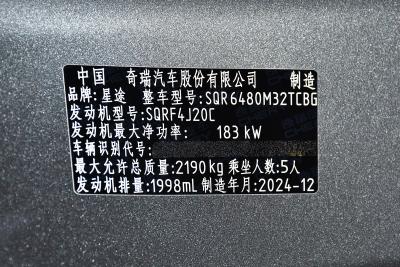 中国 奇瑞汽车股份有限公司 制造
品牌:星途 整车型号:SQR6480M32TCBG
发动机型号:SQRF4J20C
发动机最大净功率: 183 kW
车辆识别代号:
最大允许总质量:2190kg 乘坐人数:5人
发动机排量:1998mL 制造年月:2024-12